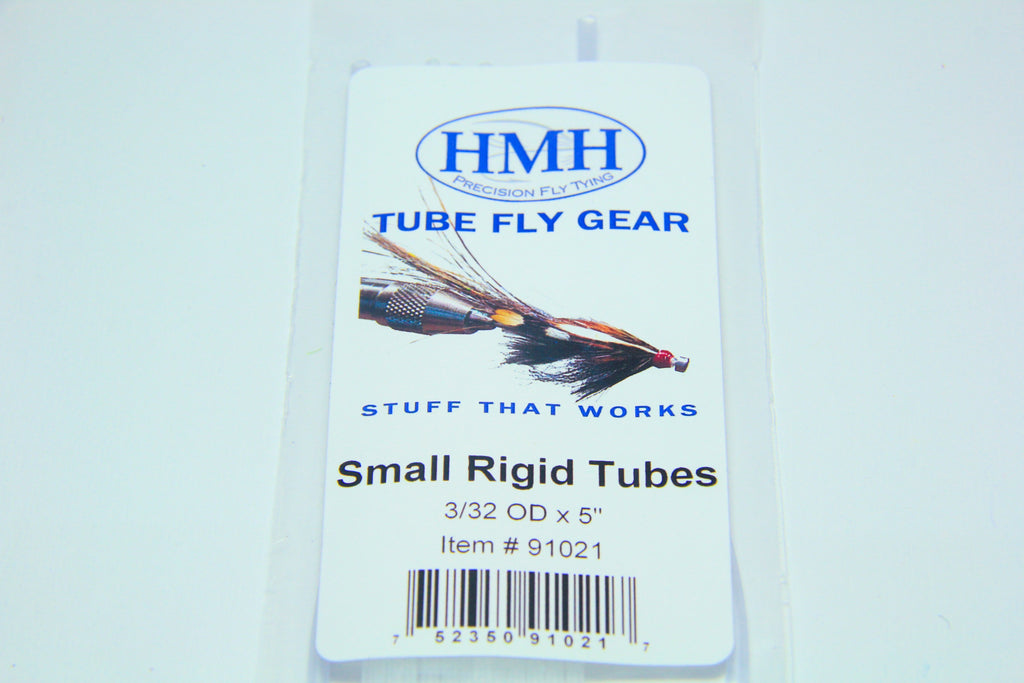 HMH
PRECISION FLY TYING
TUBE FLY GEAR
STUFF THAT WORKS
Small Rigid Tubes
3/32 OD x 5"
Item # 91021
7 52350 91021 7